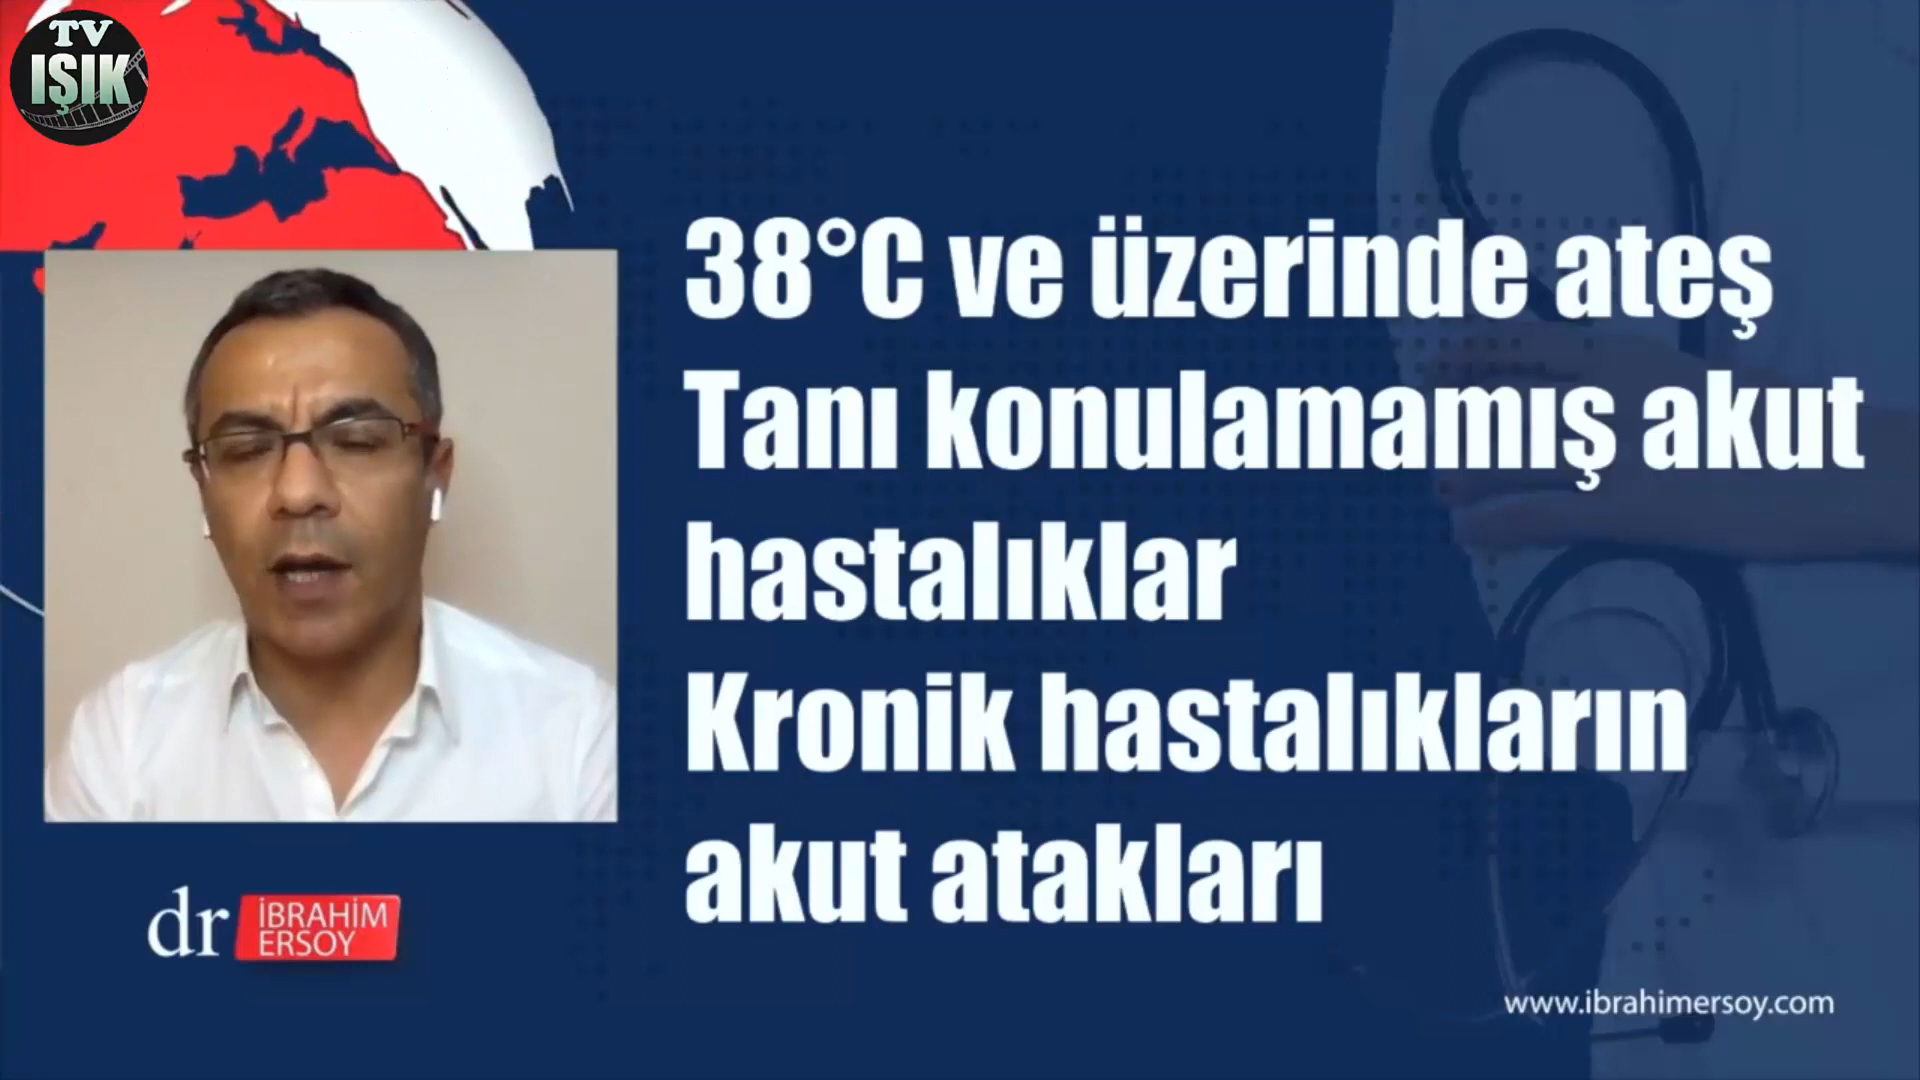 TV
IŞIK
38°C ve üzerinde ateş
Tanı konulamamış akut
hastalıklar
Kronik hastalıkların
akut atakları
dr İBRAHİM
ERSOY
www.ibrahimersoy.com